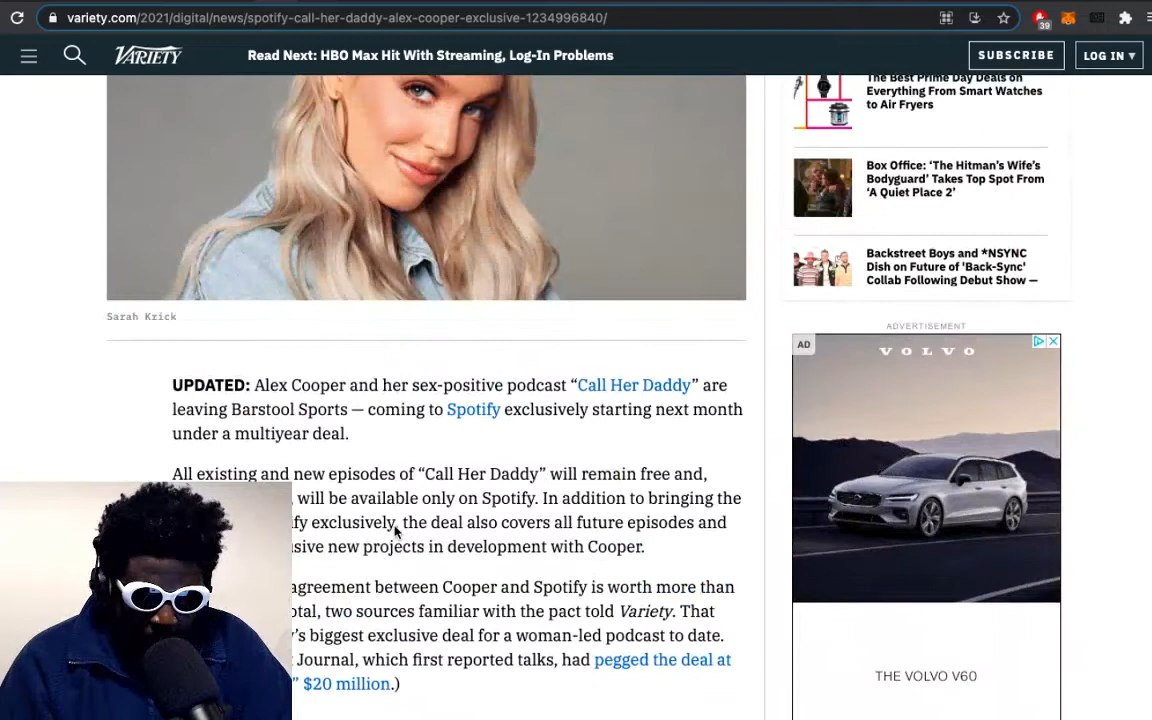 variety.com/2021/digital/news/spotify-call-her-daddy-alex-cooper-exclusive-1234996840/
39
VARIETY
Read Next: HBO Max Hit With Streaming, Log-In Problems
SUBSCRIBE
LOG IN ▾
The Best Prime Day Deals on
Everything From Smart Watches
to Air Fryers
Box Office: ‘The Hitman’s Wife’s
Bodyguard’ Takes Top Spot From
‘A Quiet Place 2’
Backstreet Boys and *NSYNC
Dish on Future of 'Back-Sync'
Collab Following Debut Show —
Sarah Krick
UPDATED: Alex Cooper and her sex-positive podcast “Call Her Daddy” are
leaving Barstool Sports — coming to Spotify exclusively starting next month
under a multiyear deal.
All existing and new episodes of “Call Her Daddy” will remain free and,
will be available only on Spotify. In addition to bringing the
ify exclusively, the deal also covers all future episodes and
sive new projects in development with Cooper.
agreement between Cooper and Spotify is worth more than
otal, two sources familiar with the pact told Variety. That
y’s biggest exclusive deal for a woman-led podcast to date.
Journal, which first reported talks, had pegged the deal at
” $20 million.)
ADVERTISEMENT
AD
VOLVO
THE VOLVO V60